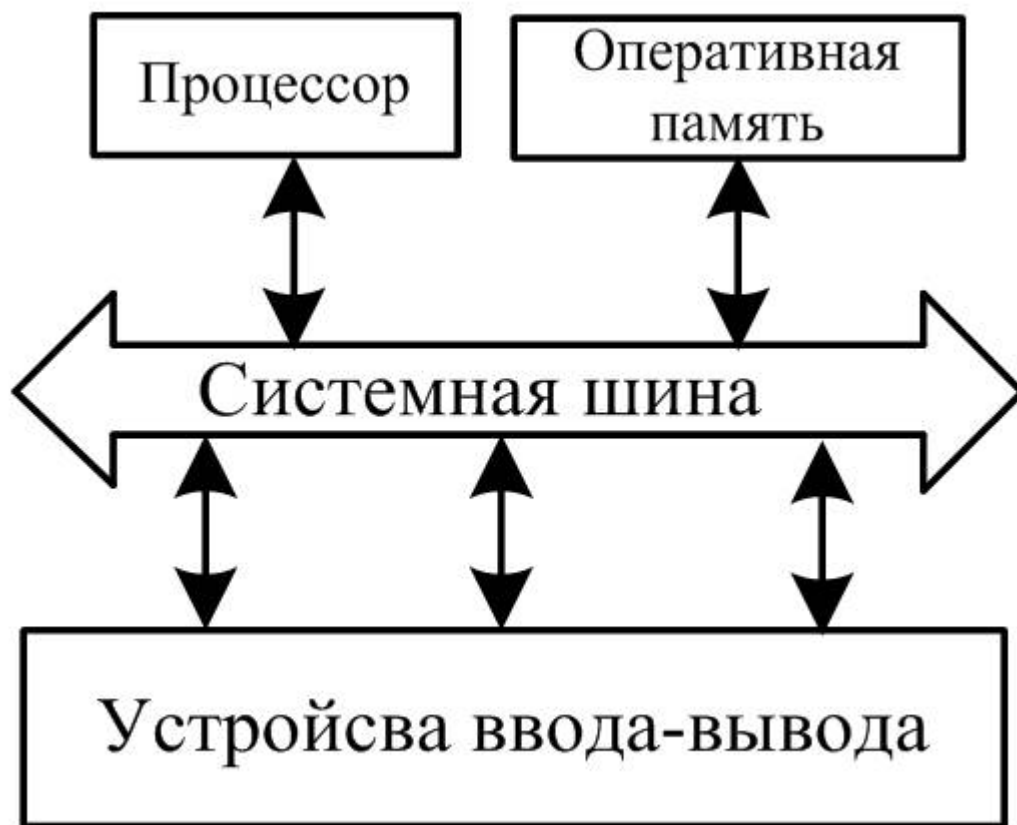 Процессор
Оперативная
память
Системная шина
Устройсва ввода-вывода